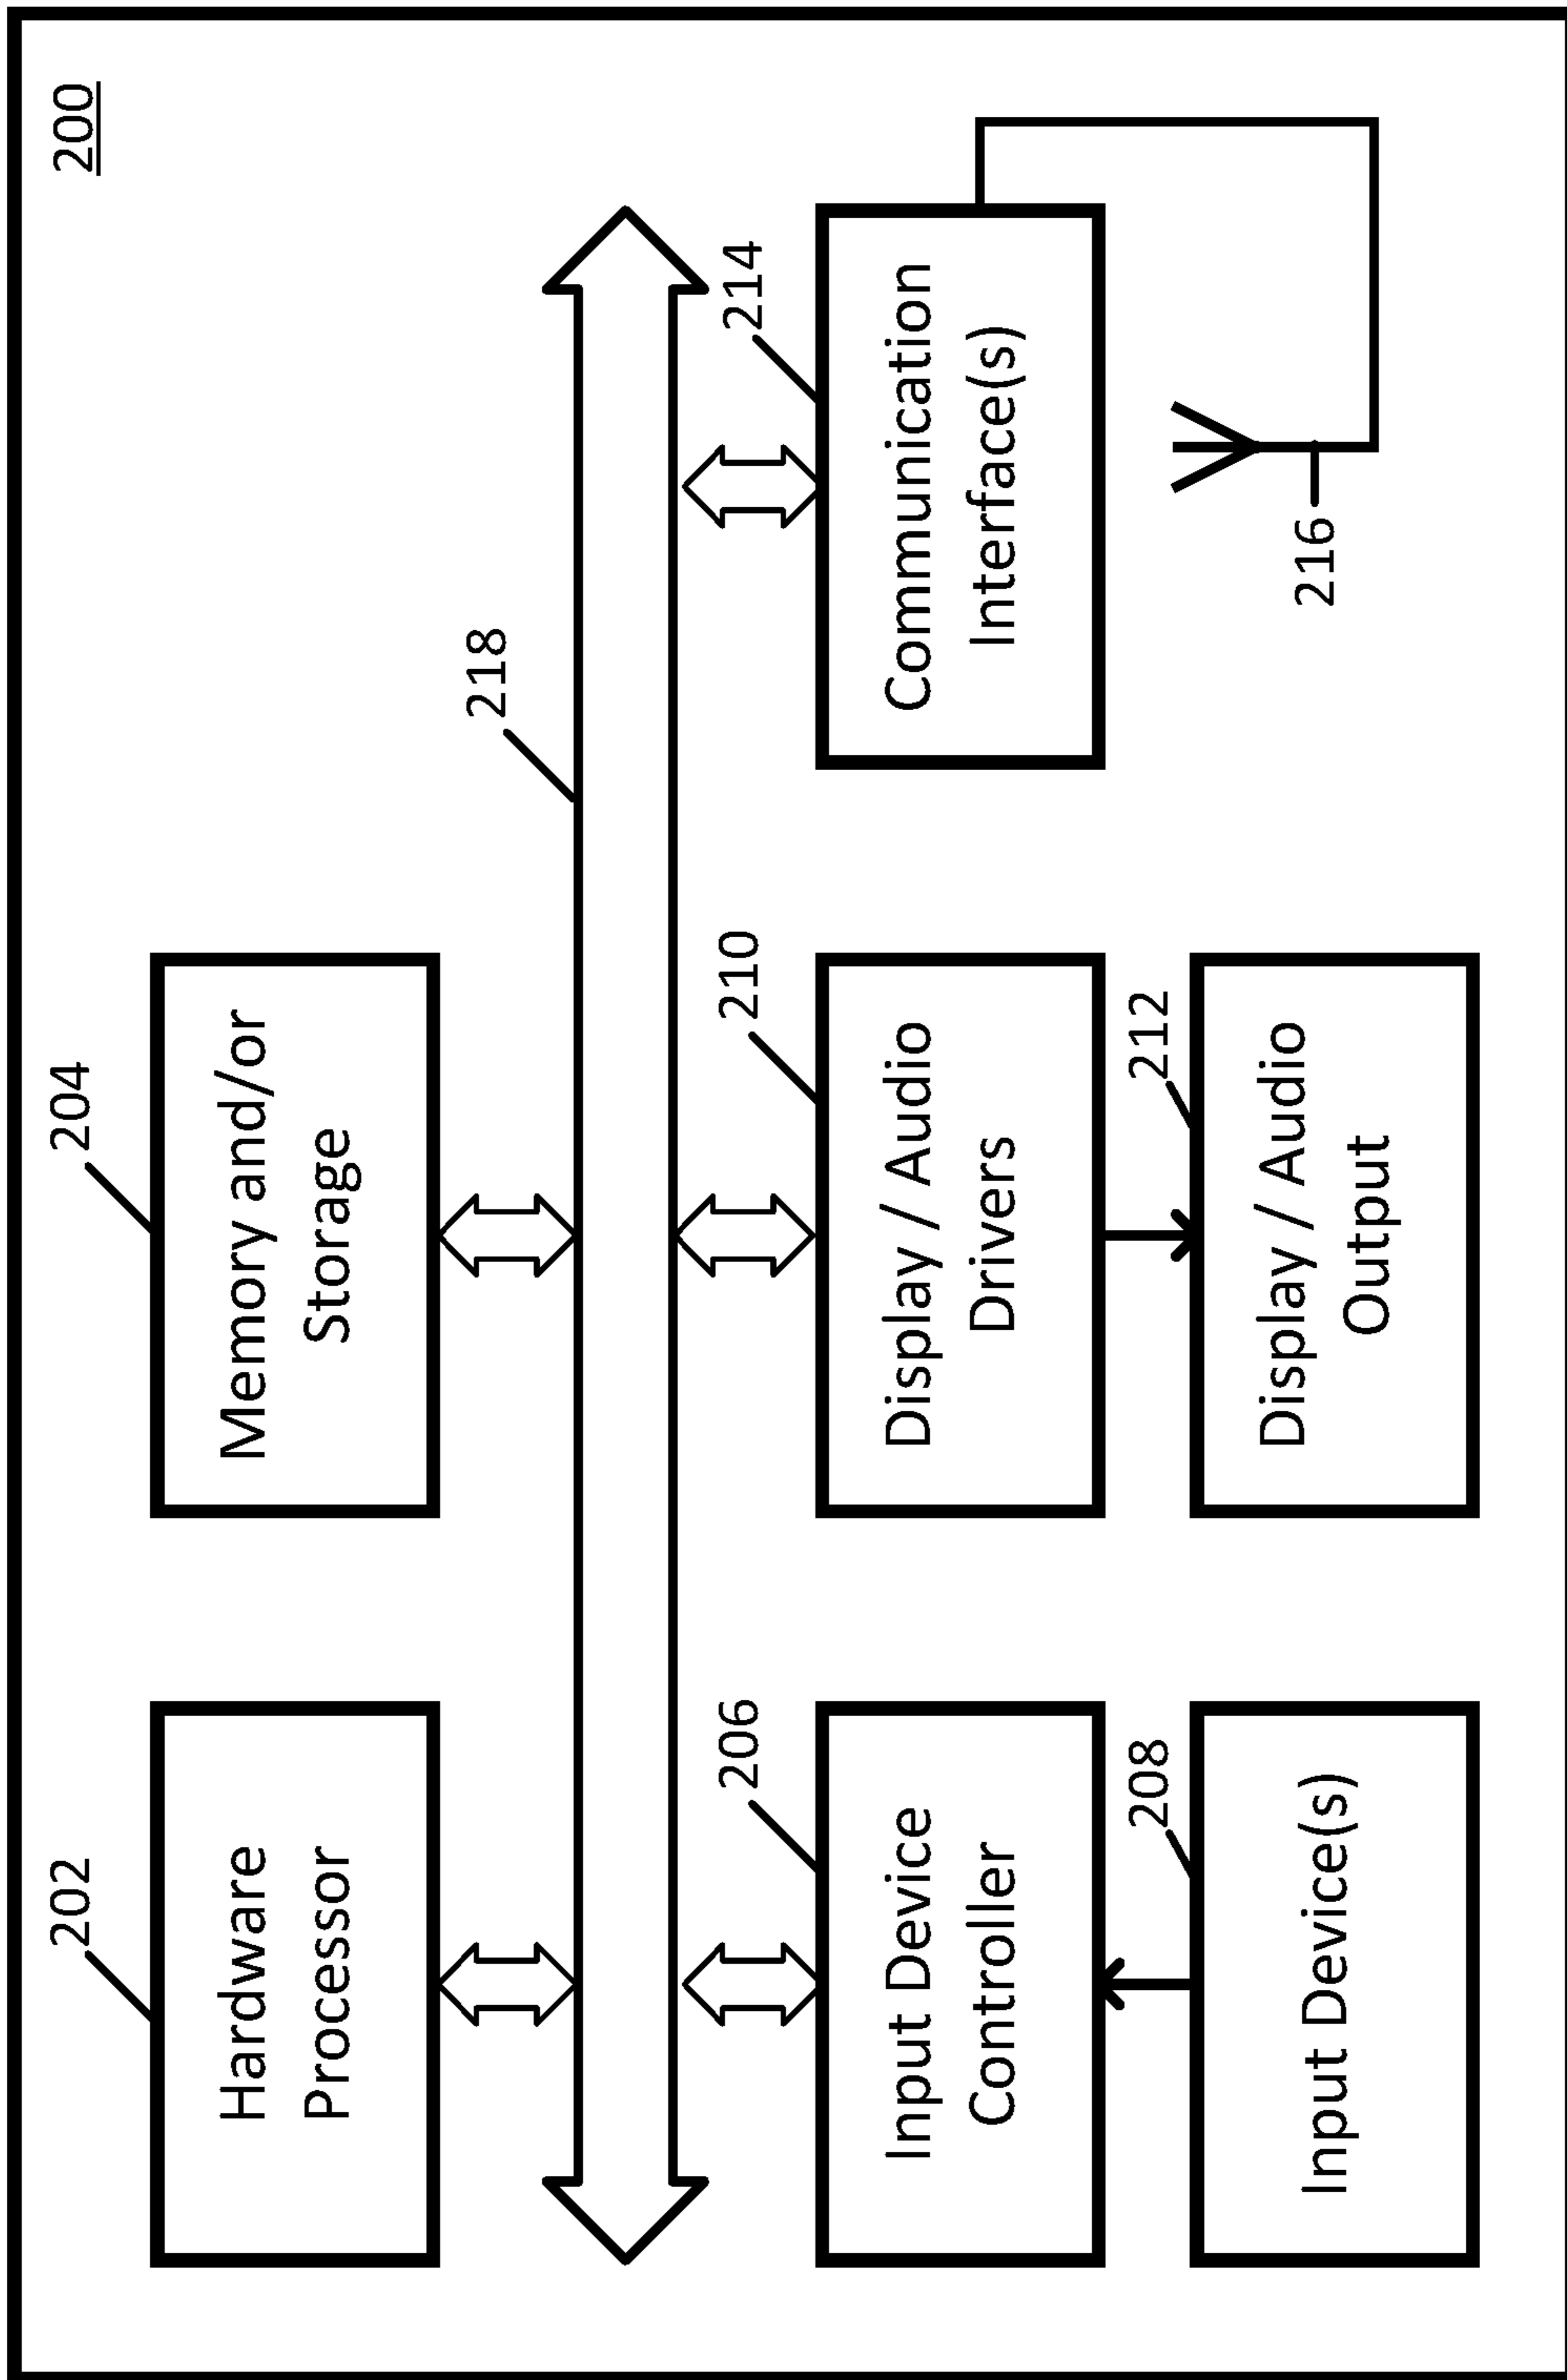 200
202
Hardware
Processor
204
Memory and/or
Storage
218
206
Input Device
Controller
210
Display / Audio
Drivers
214
Communication
Interface(s)
208
Input Device(s)
212
Display / Audio
Output
216